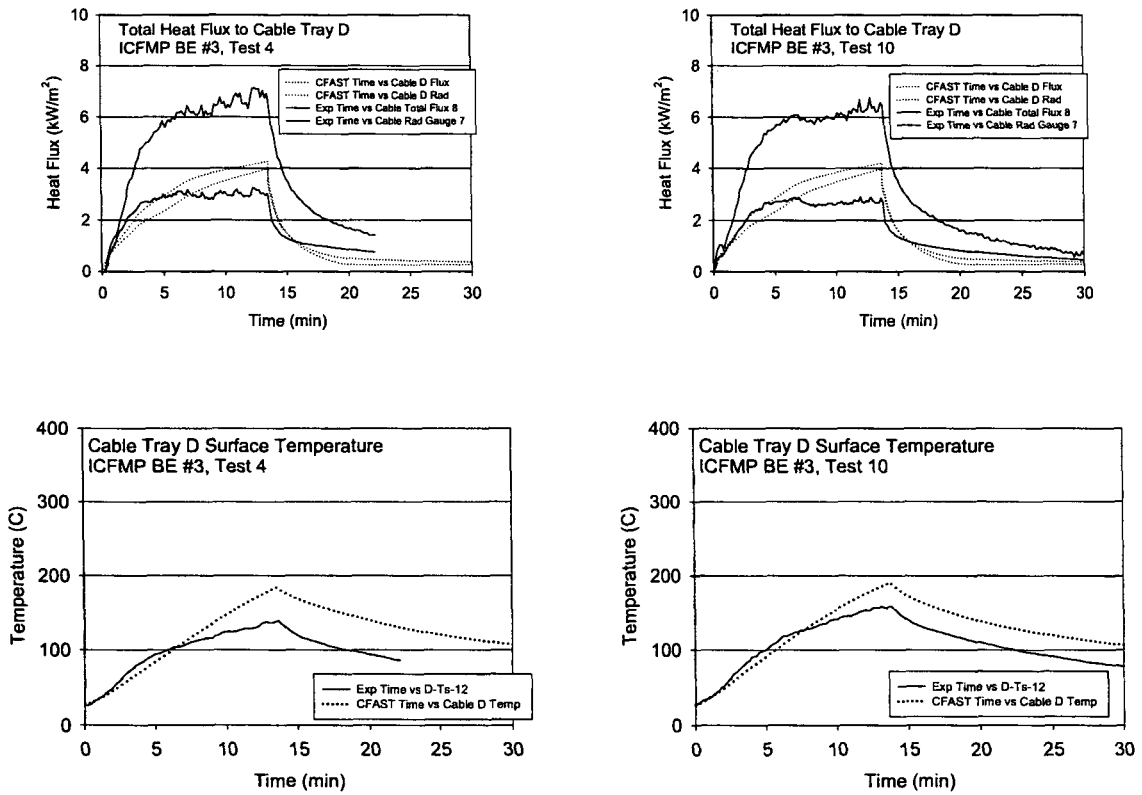 Total Heat Flux to Cable Tray D
ICFMP BE #3, Test 4
CFAST Time vs Cable D Flux
CFAST Time vs Cable D Rad
Exp Time vs Cable Total Flux 8
Exp Time vs Cable Rad Gauge 7
Heat Flux (kW/m²)
10
8
6
4
2
0
0 5 10 15 20 25 30
Time (min)
Total Heat Flux to Cable Tray D
ICFMP BE #3, Test 10
CFAST Time vs Cable D Flux
CFAST Time vs Cable D Rad
Exp Time vs Cable Total Flux 8
Exp Time vs Cable Rad Gauge 7
Heat Flux (kW/m²)
10
8
6
4
2
0
0 5 10 15 20 25 30
Time (min)
Cable Tray D Surface Temperature
ICFMP BE #3, Test 4
Temperature (C)
400
300
200
100
0
Exp Time vs D-Ts-12
CFAST Time vs Cable D Temp
0 5 10 15 20 25 30
Time (min)
Cable Tray D Surface Temperature
ICFMP BE #3, Test 10
Temperature (C)
400
300
200
100
0
Exp Time vs D-Ts-12
CFAST Time vs Cable D Temp
0 5 10 15 20 25 30
Time (min)